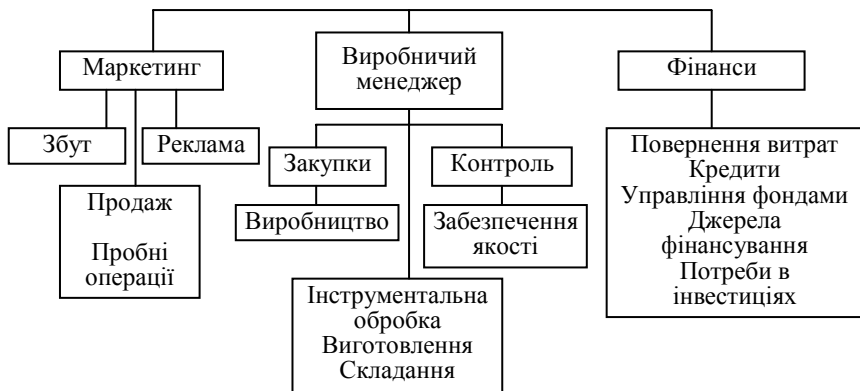 Маркетинг
Виробничий
менеджер
Фінанси
Збут
Реклама
Продаж
Пробні
операції
Закупки
Контроль
Виробництво
Забезпечення
якості
Інструментальна
обробка
Виготовлення
Складання
Повернення витрат
Кредити
Управління фондами
Джерела
фінансування
Потреби в
інвестиціях